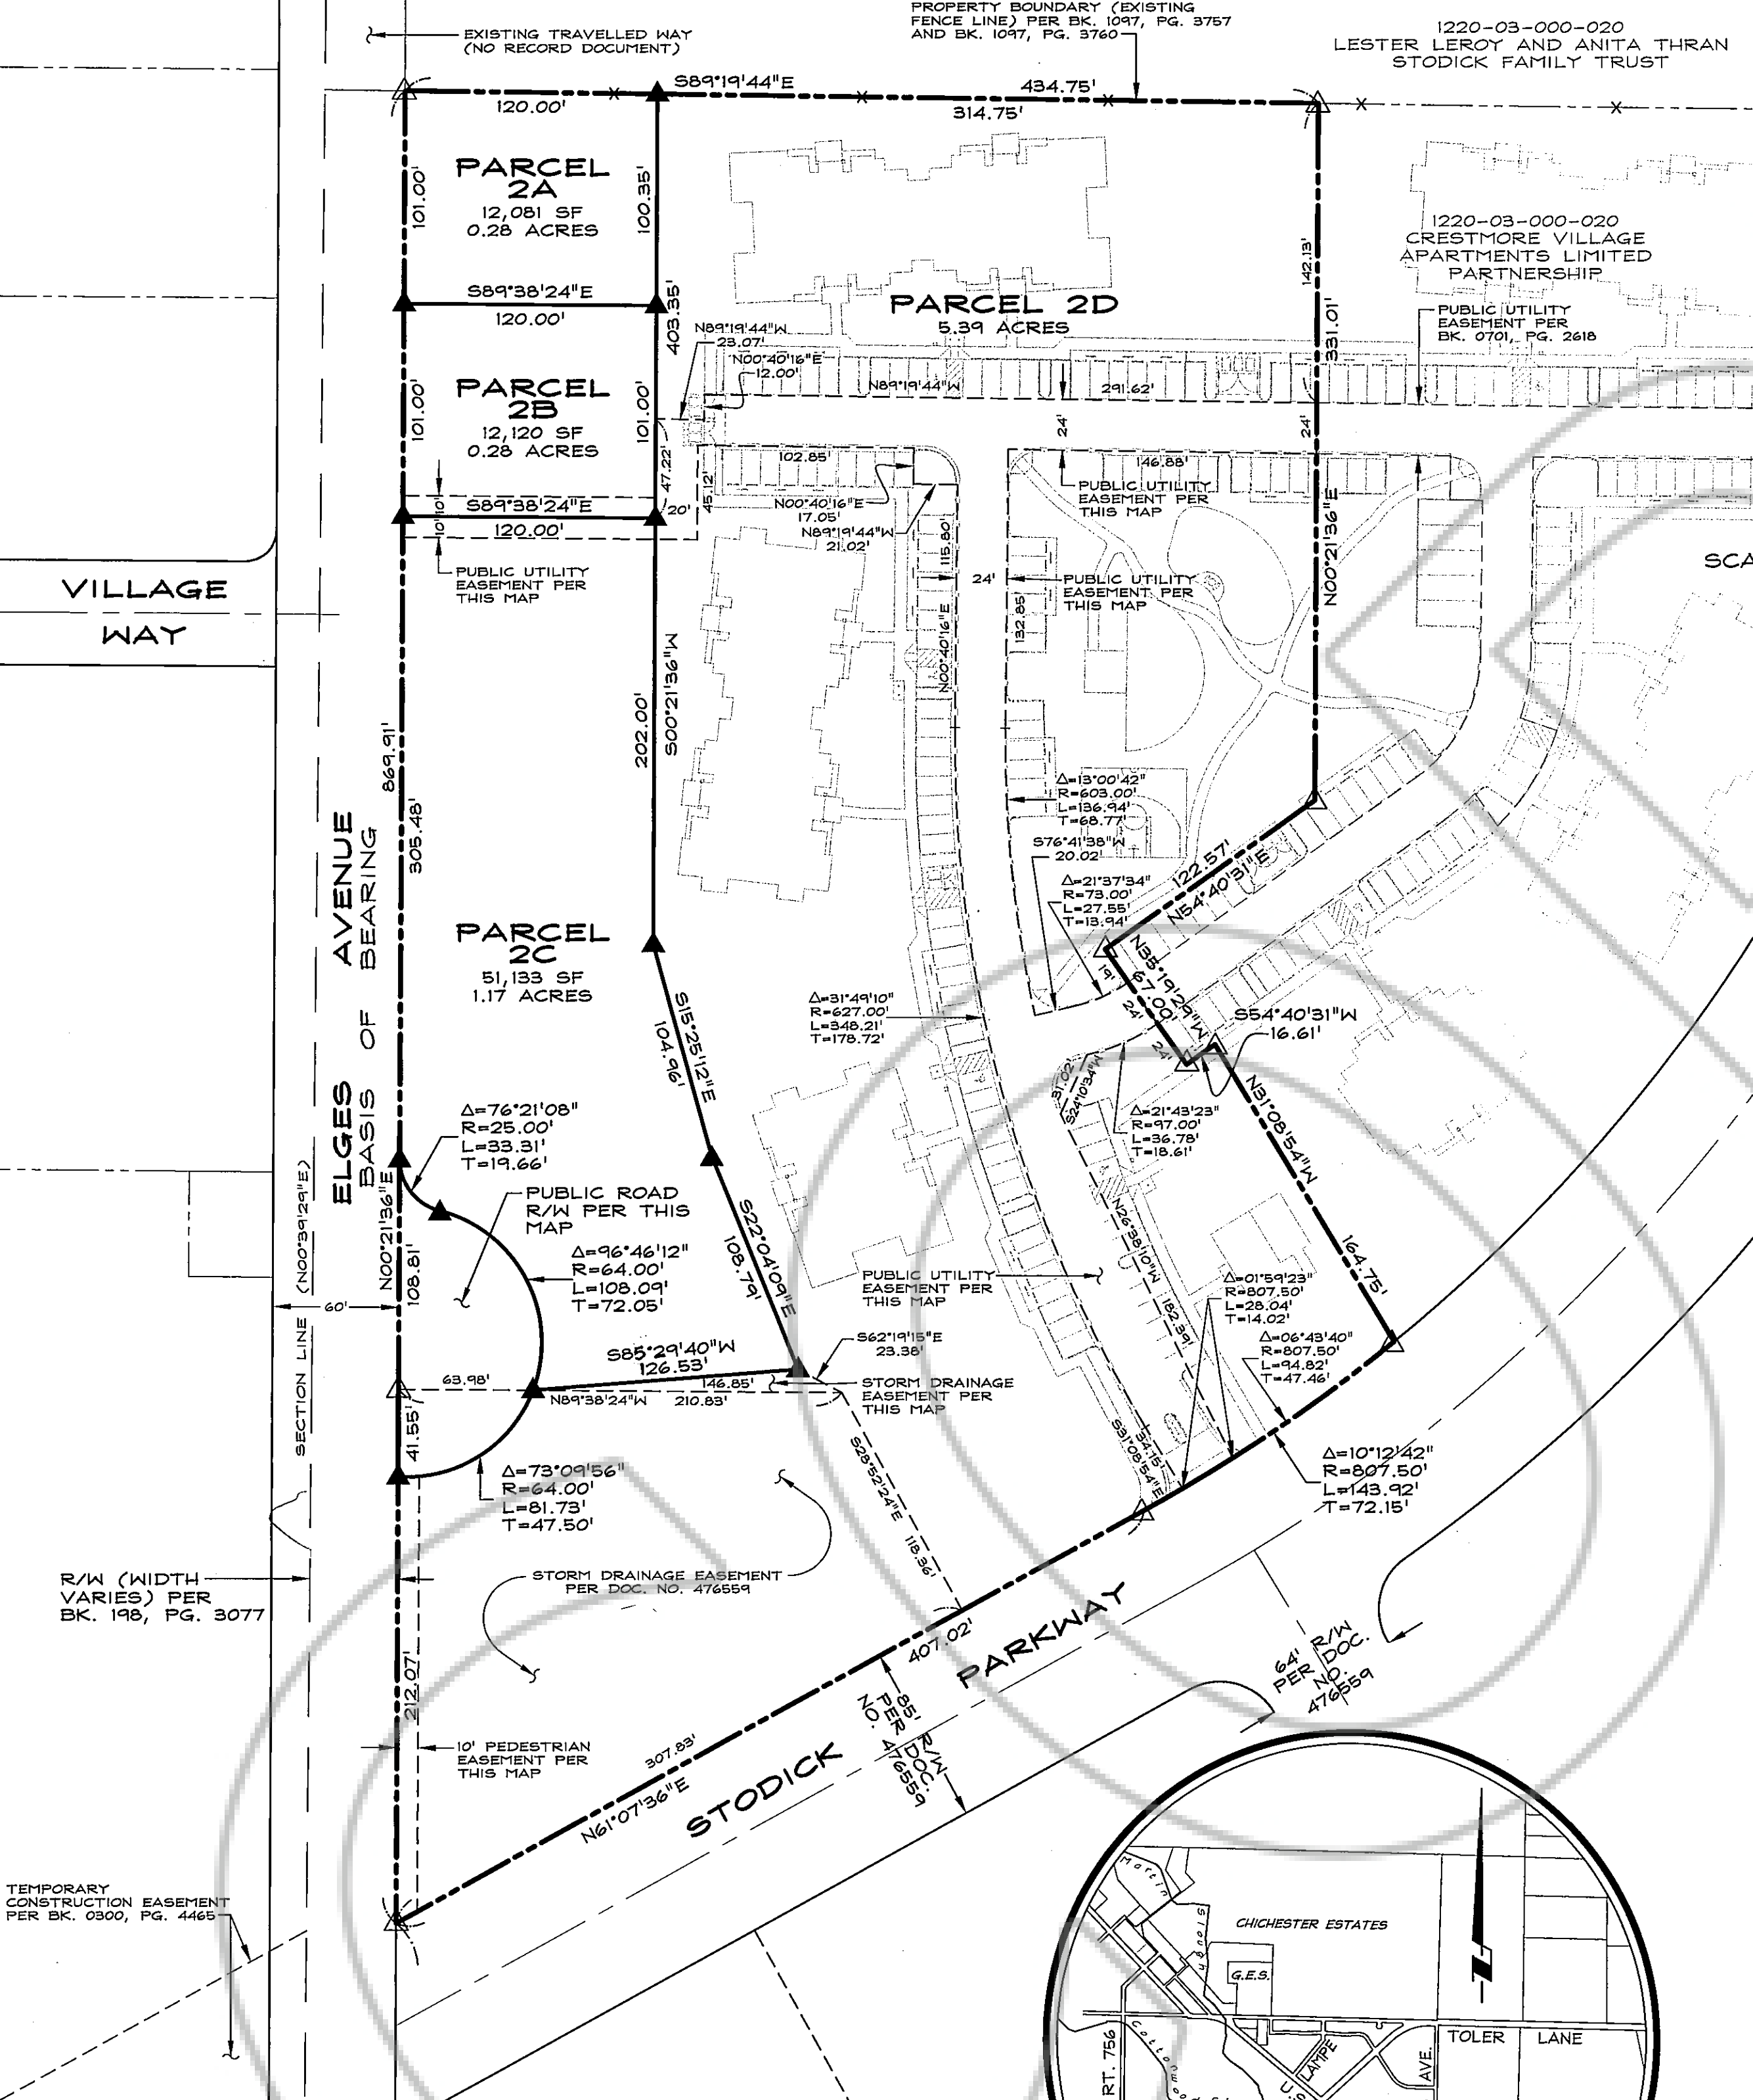 EXISTING TRAVELLED WAY
(NO RECORD DOCUMENT)
PROPERTY BOUNDARY (EXISTING
FENCE LINE) PER BK. 1097, PG. 3757
AND BK. 1097, PG. 3760
1220-03-000-020
LESTER LEROY AND ANITA THRAN
STODICK FAMILY TRUST
S89°19'44"E
434.75'
120.00'
314.75'
PARCEL
2A
12,081 SF
0.28 ACRES
101.00'
100.35'
S89°38'24"E
120.00'
403.35'
PARCEL
2B
12,120 SF
0.28 ACRES
101.00'
101.00'
47.22'
45.12'
20'
10'
10'
S89°38'24"E
120.00'
PUBLIC UTILITY
EASEMENT PER
THIS MAP
PARCEL 2D
5.39 ACRES
N89°19'44"W
23.07'
N00°40'16"E
12.00'
N89°19'44"W
291.62'
24'
24'
142.13'
331.01'
N00°21'36"E
1220-03-000-020
CRESTMORE VILLAGE
APARTMENTS LIMITED
PARTNERSHIP
PUBLIC UTILITY
EASEMENT PER
BK. 0701, PG. 2618
102.85'
N00°40'16"E
17.05'
N89°19'44"W
21.02'
146.88'
PUBLIC UTILITY
EASEMENT PER
THIS MAP
115.80'
N00°40'16"E
24'
132.85'
PUBLIC UTILITY
EASEMENT PER
THIS MAP
SCA
VILLAGE
WAY
869.91'
305.48'
202.00'
S00°21'36"W
ELGES AVENUE
BASIS OF BEARING
PARCEL
2C
51,133 SF
1.17 ACRES
Δ=13°00'42"
R=603.00'
L=136.94'
T=68.77'
S76°41'38"W
20.02'
Δ=21°37'34"
R=73.00'
L=27.55'
T=13.94'
122.57'
N54°40'31"E
N35°19'29"W
67.00'
19'
24'
24'
S54°40'31"W
16.61'
Δ=31°49'10"
R=627.00'
L=348.21'
T=178.72'
S15°25'12"E
104.96'
31.02'
S24°10'34"W
Δ=21°43'23"
R=97.00'
L=36.78'
T=18.61'
N31°08'54"W
164.75'
Δ=76°21'08"
R=25.00'
L=33.31'
T=19.66'
PUBLIC ROAD
R/W PER THIS
MAP
SECTION LINE (N00°39'29"E)
N00°21'36"E
108.81'
60'
Δ=96°46'12"
R=64.00'
L=108.09'
T=72.05'
S22°04'09"E
108.79'
PUBLIC UTILITY
EASEMENT PER
THIS MAP
N26°38'10"W
182.39'
Δ=01°59'23"
R=807.50'
L=28.04'
T=14.02'
Δ=06°43'40"
R=807.50'
L=94.82'
T=47.46'
S62°19'15"E
23.38'
S85°29'40"W
126.53'
63.98'
146.85'
N89°38'24"W
210.83'
STORM DRAINAGE
EASEMENT PER
THIS MAP
41.55'
34.15'
S31°08'54"E
Δ=73°09'56"
R=64.00'
L=81.73'
T=47.50'
S28°52'24"E
118.36'
Δ=10°12'42"
R=807.50'
L=143.92'
T=72.15'
STORM DRAINAGE EASEMENT
PER DOC. NO. 476559
R/W (WIDTH
VARIES) PER
BK. 198, PG. 3077
212.07'
407.02'
STODICK PARKWAY
64' R/W
PER DOC.
NO.
476559
85' R/W
PER DOC.
NO. 476559
307.83'
N61°07'36"E
10' PEDESTRIAN
EASEMENT PER
THIS MAP
TEMPORARY
CONSTRUCTION EASEMENT
PER BK. 0300, PG. 4465
Martin
Slough
CHICHESTER ESTATES
G.E.S.
TOLER LANE
RT. 756
LAMPE
AVE.
U.S